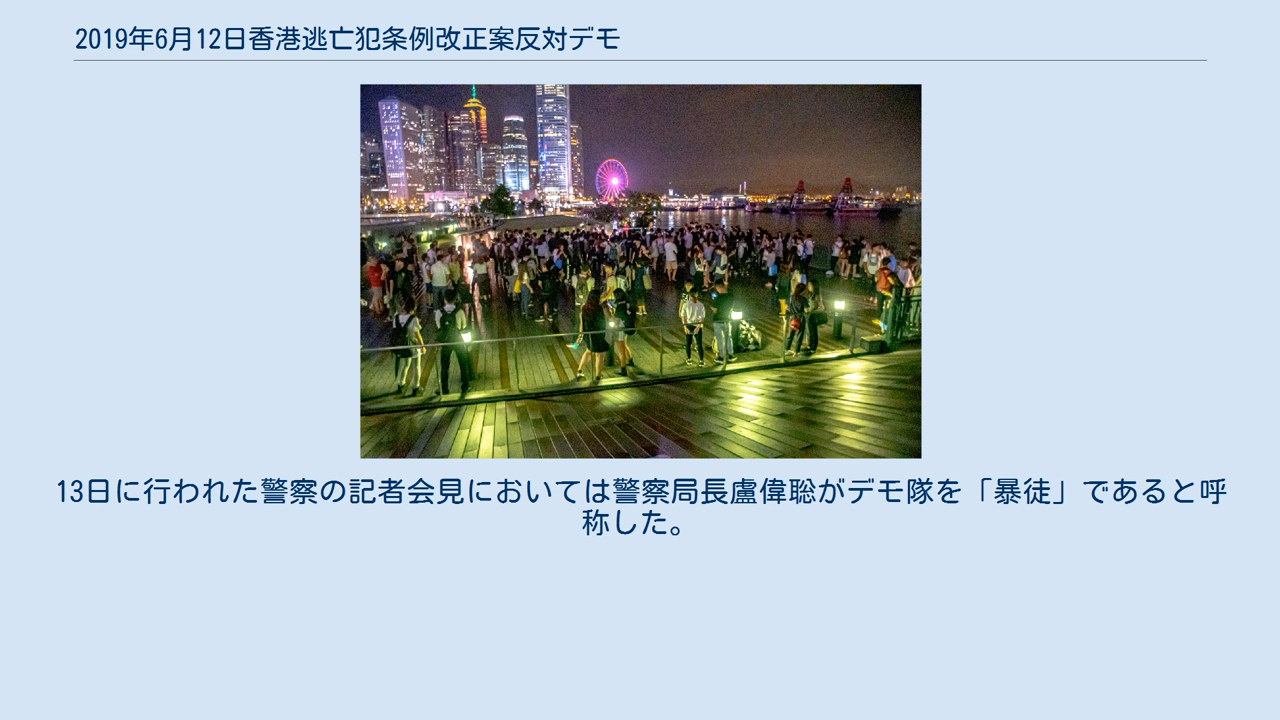 2019年6月12日香港逃亡犯条例改正案反対デモ
13日に行われた警察の記者会見においては警察局長盧偉聡がデモ隊を「暴徒」であると呼
称した。